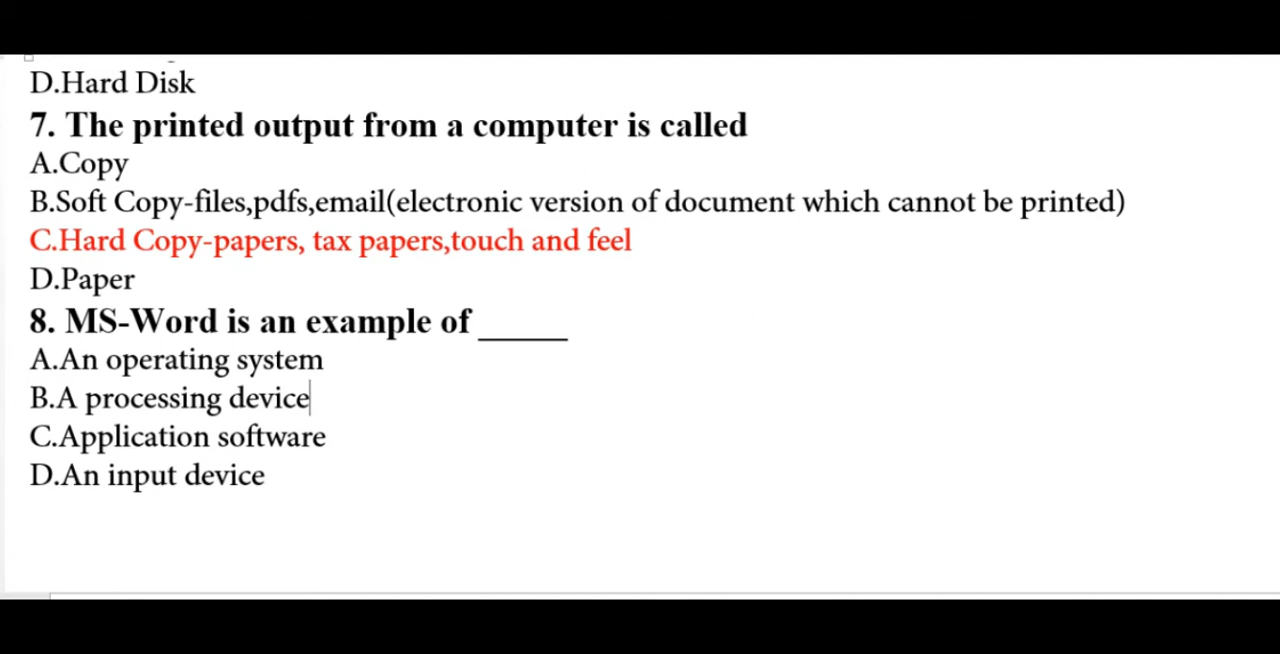 D.Hard Disk
7. The printed output from a computer is called
A.Copy
B.Soft Copy-files,pdfs,email(electronic version of document which cannot be printed)
C.Hard Copy-papers, tax papers,touch and feel
D.Paper
8. MS-Word is an example of _____
A.An operating system
B.A processing device
C.Application software
D.An input device